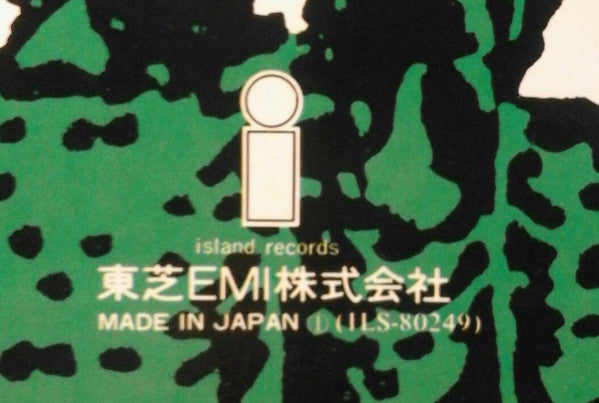 island records
東芝EMI株式会社
MADE IN JAPAN Ⓘ (ILS-80249)